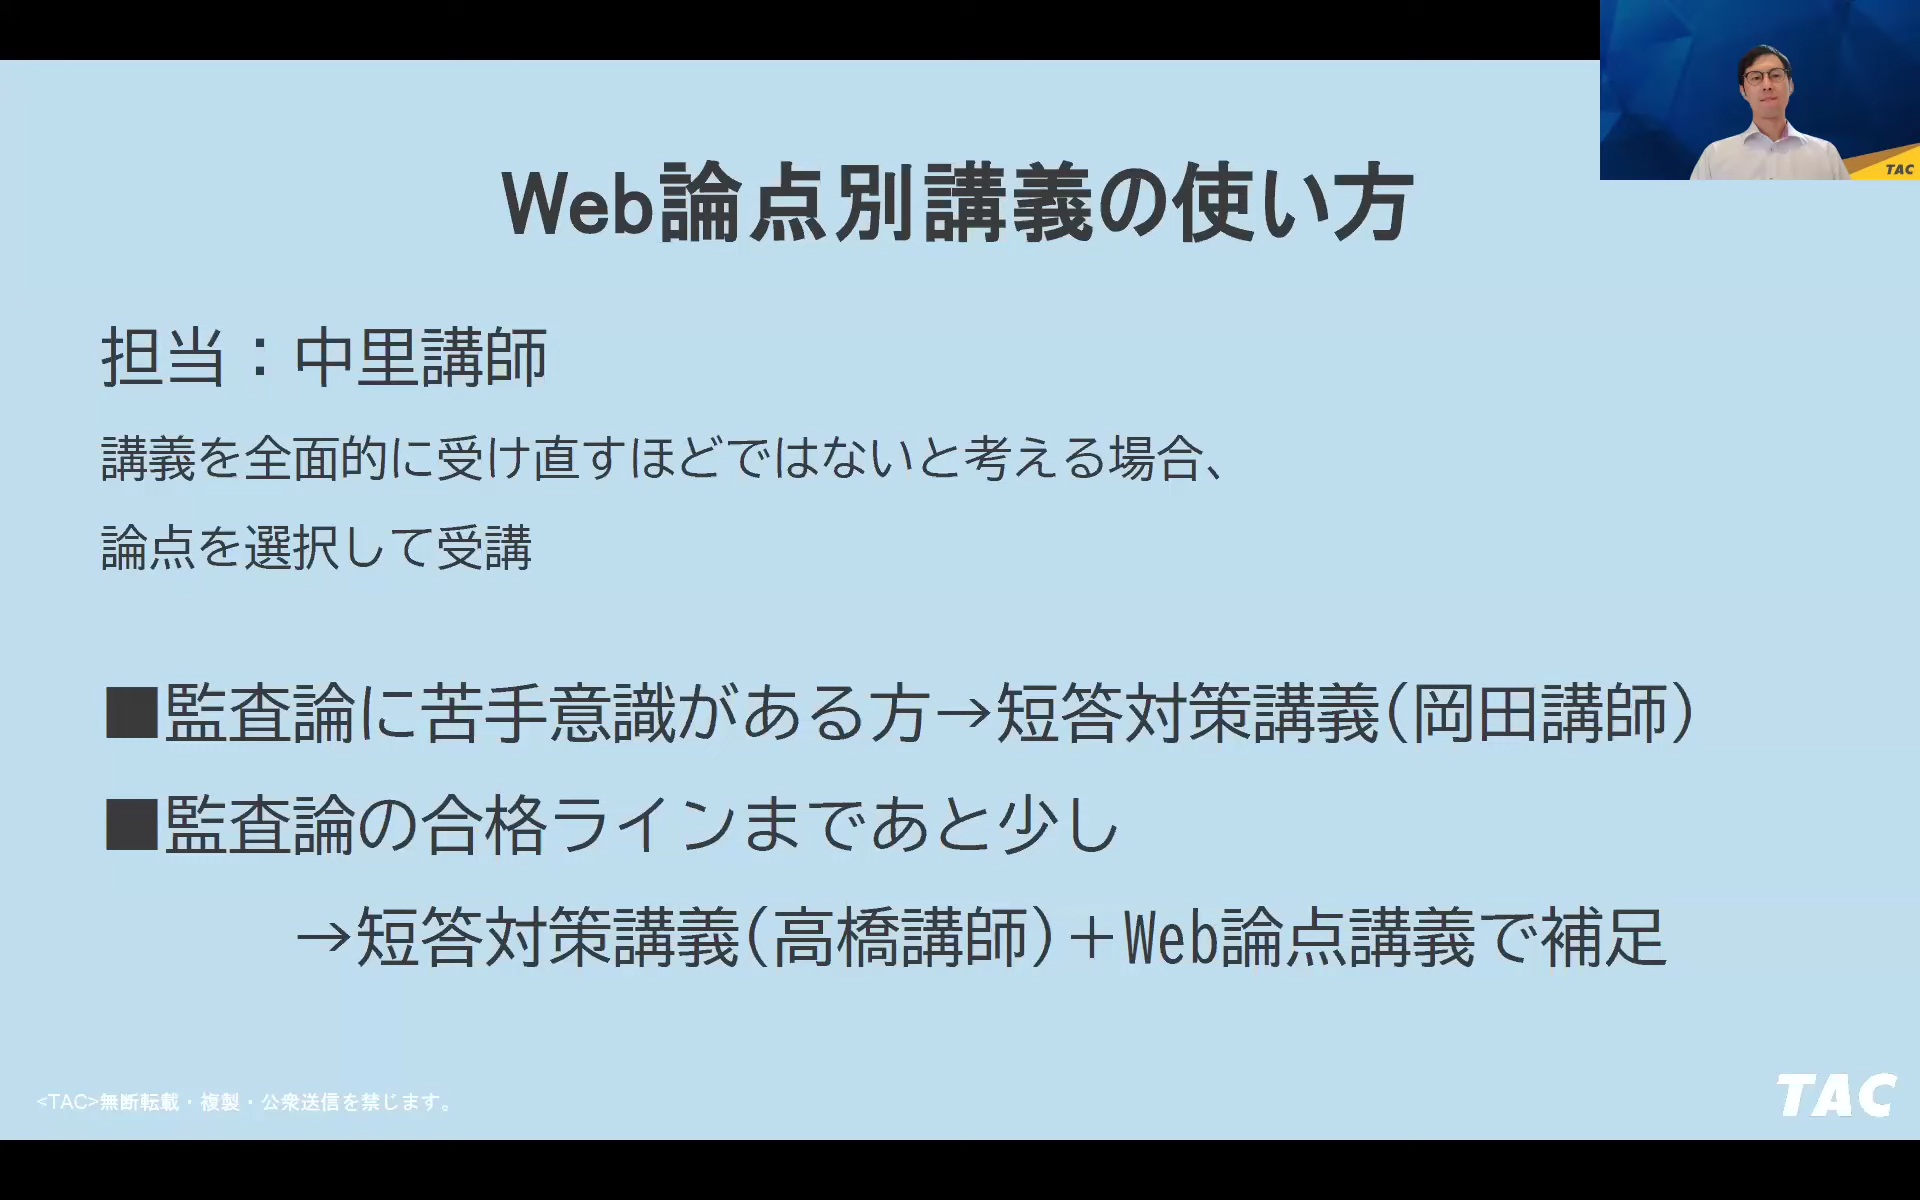 TAC
Web論点別講義の使い方
担当：中里講師
講義を全面的に受け直すほどではないと考える場合、
論点を選択して受講
■監査論に苦手意識がある方→短答対策講義(岡田講師)
■監査論の合格ラインまであと少し
→短答対策講義(高橋講師)＋Web論点講義で補足
<TAC>無断転載・複製・公衆送信を禁じます。
TAC